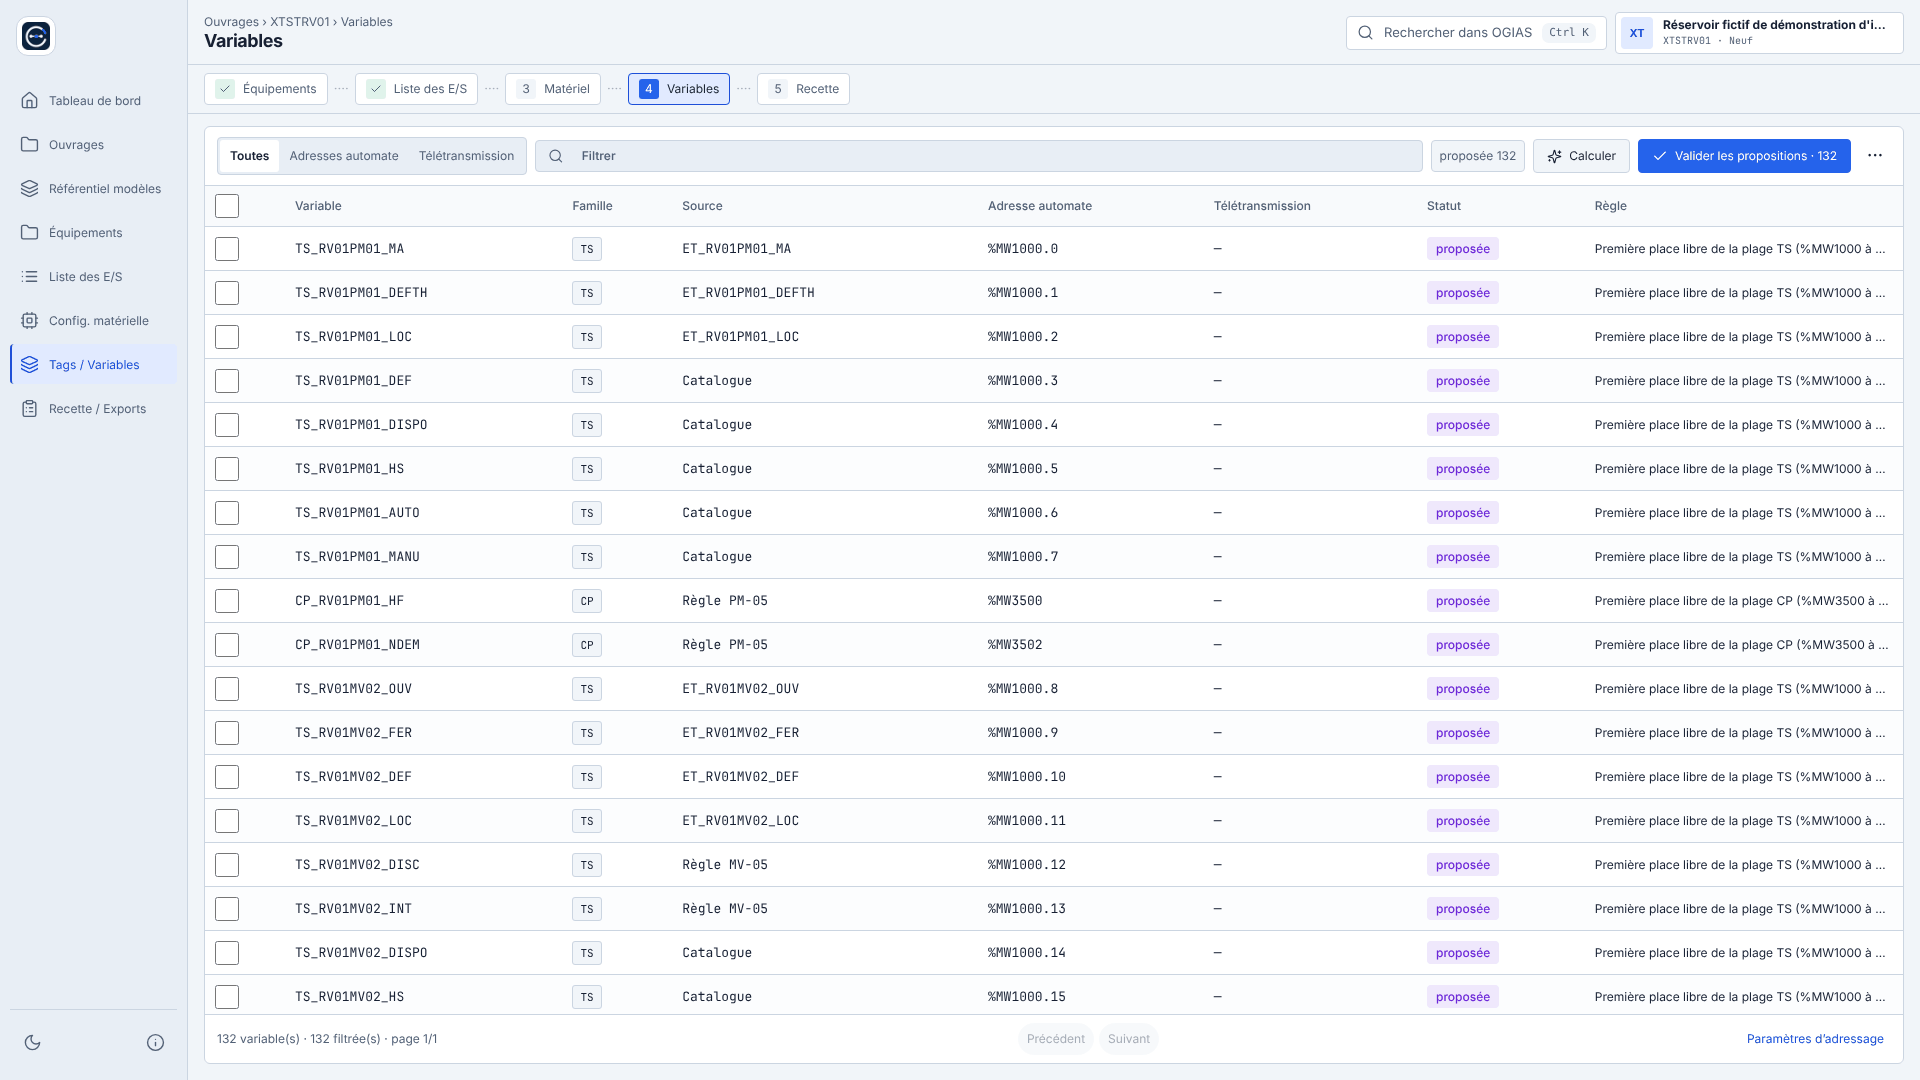 Ouvrages › XTSTRV01 › Variables
Variables
Rechercher dans OGIAS Ctrl K
XT Réservoir fictif de démonstration d'i...
XTSTRV01 · Neuf
Tableau de bord
Ouvrages
Référentiel modèles
Équipements
Liste des E/S
Config. matérielle
Tags / Variables
Recette / Exports
Équipements Liste des E/S 3 Matériel 4 Variables 5 Recette
Toutes Adresses automate Télétransmission Filtrer proposée 132 Calculer Valider les propositions · 132
Variable Famille Source Adresse automate Télétransmission Statut Règle
TS_RV01PM01_MA TS ET_RV01PM01_MA %MW1000.0 — proposée Première place libre de la plage TS (%MW1000 à ...
TS_RV01PM01_DEFTH TS ET_RV01PM01_DEFTH %MW1000.1 — proposée Première place libre de la plage TS (%MW1000 à ...
TS_RV01PM01_LOC TS ET_RV01PM01_LOC %MW1000.2 — proposée Première place libre de la plage TS (%MW1000 à ...
TS_RV01PM01_DEF TS Catalogue %MW1000.3 — proposée Première place libre de la plage TS (%MW1000 à ...
TS_RV01PM01_DISPO TS Catalogue %MW1000.4 — proposée Première place libre de la plage TS (%MW1000 à ...
TS_RV01PM01_HS TS Catalogue %MW1000.5 — proposée Première place libre de la plage TS (%MW1000 à ...
TS_RV01PM01_AUTO TS Catalogue %MW1000.6 — proposée Première place libre de la plage TS (%MW1000 à ...
TS_RV01PM01_MANU TS Catalogue %MW1000.7 — proposée Première place libre de la plage TS (%MW1000 à ...
CP_RV01PM01_HF CP Règle PM-05 %MW3500 — proposée Première place libre de la plage CP (%MW3500 à ...
CP_RV01PM01_NDEM CP Règle PM-05 %MW3502 — proposée Première place libre de la plage CP (%MW3500 à ...
TS_RV01MV02_OUV TS ET_RV01MV02_OUV %MW1000.8 — proposée Première place libre de la plage TS (%MW1000 à ...
TS_RV01MV02_FER TS ET_RV01MV02_FER %MW1000.9 — proposée Première place libre de la plage TS (%MW1000 à ...
TS_RV01MV02_DEF TS ET_RV01MV02_DEF %MW1000.10 — proposée Première place libre de la plage TS (%MW1000 à ...
TS_RV01MV02_LOC TS ET_RV01MV02_LOC %MW1000.11 — proposée Première place libre de la plage TS (%MW1000 à ...
TS_RV01MV02_DISC TS Règle MV-05 %MW1000.12 — proposée Première place libre de la plage TS (%MW1000 à ...
TS_RV01MV02_INT TS Règle MV-05 %MW1000.13 — proposée Première place libre de la plage TS (%MW1000 à ...
TS_RV01MV02_DISPO TS Catalogue %MW1000.14 — proposée Première place libre de la plage TS (%MW1000 à ...
TS_RV01MV02_HS TS Catalogue %MW1000.15 — proposée Première place libre de la plage TS (%MW1000 à ...
132 variable(s) · 132 filtrée(s) · page 1/1 Précédent Suivant Paramètres d’adressage